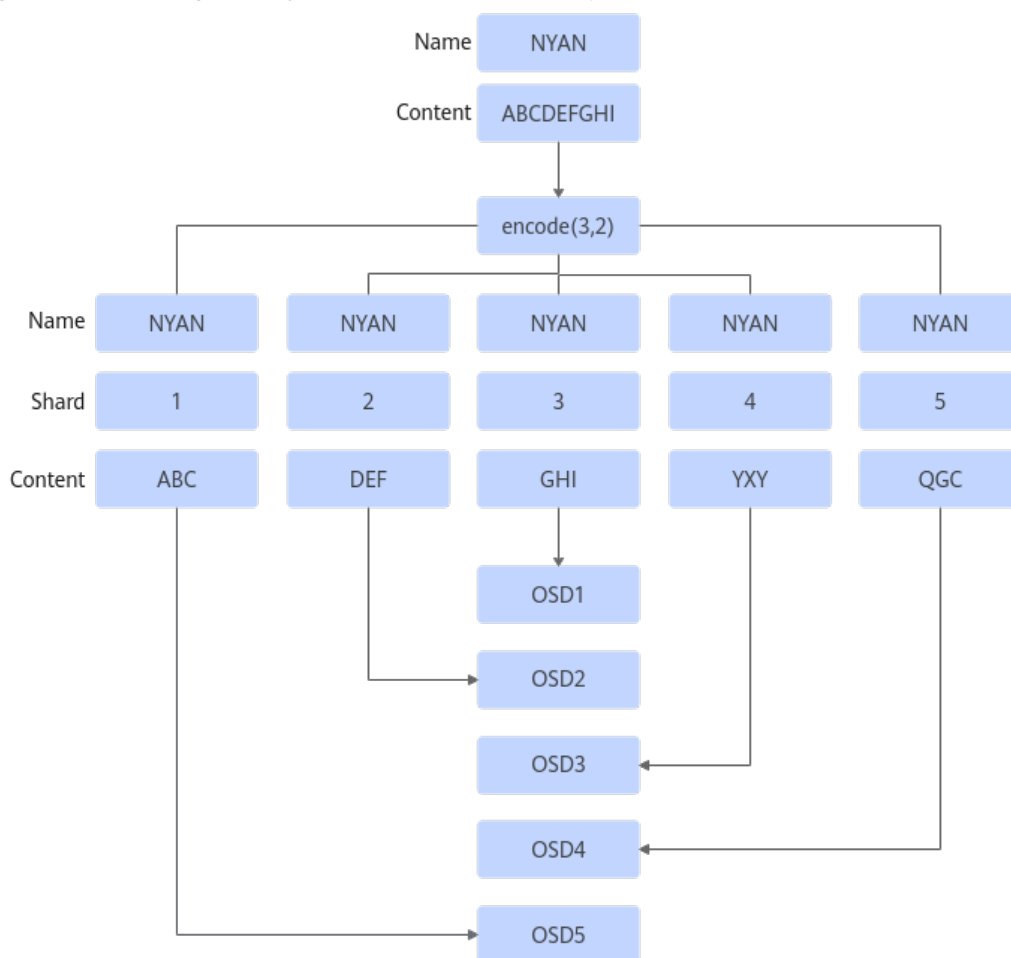 Name NYAN
Content ABCDEFGHI
encode(3,2)
Name NYAN NYAN NYAN NYAN NYAN
Shard 1 2 3 4 5
Content ABC DEF GHI YXY QGC
OSD1
OSD2
OSD3
OSD4
OSD5